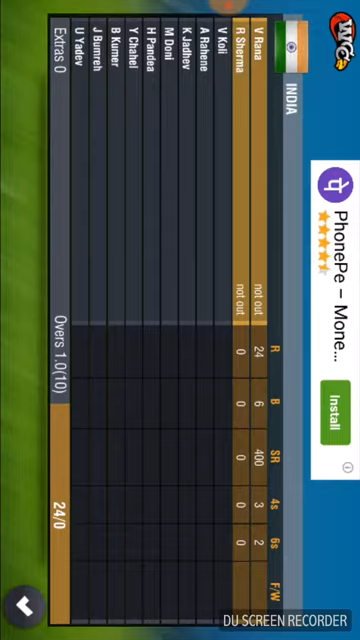 WC
INDIA
R B SR 4s 6s F/W
V Rana not out 24 6 400 3 2
R Sherma not out 0 0 0 0 0
V Koli
A Rahene
K Jadhev
M Doni
H Pandea
Y Chahel
B Kumer
J Bumreh
U Yadev
Extras 0 Overs 1.0(10) 24/0
PhonePe – Mone...
Install
DU SCREEN RECORDER